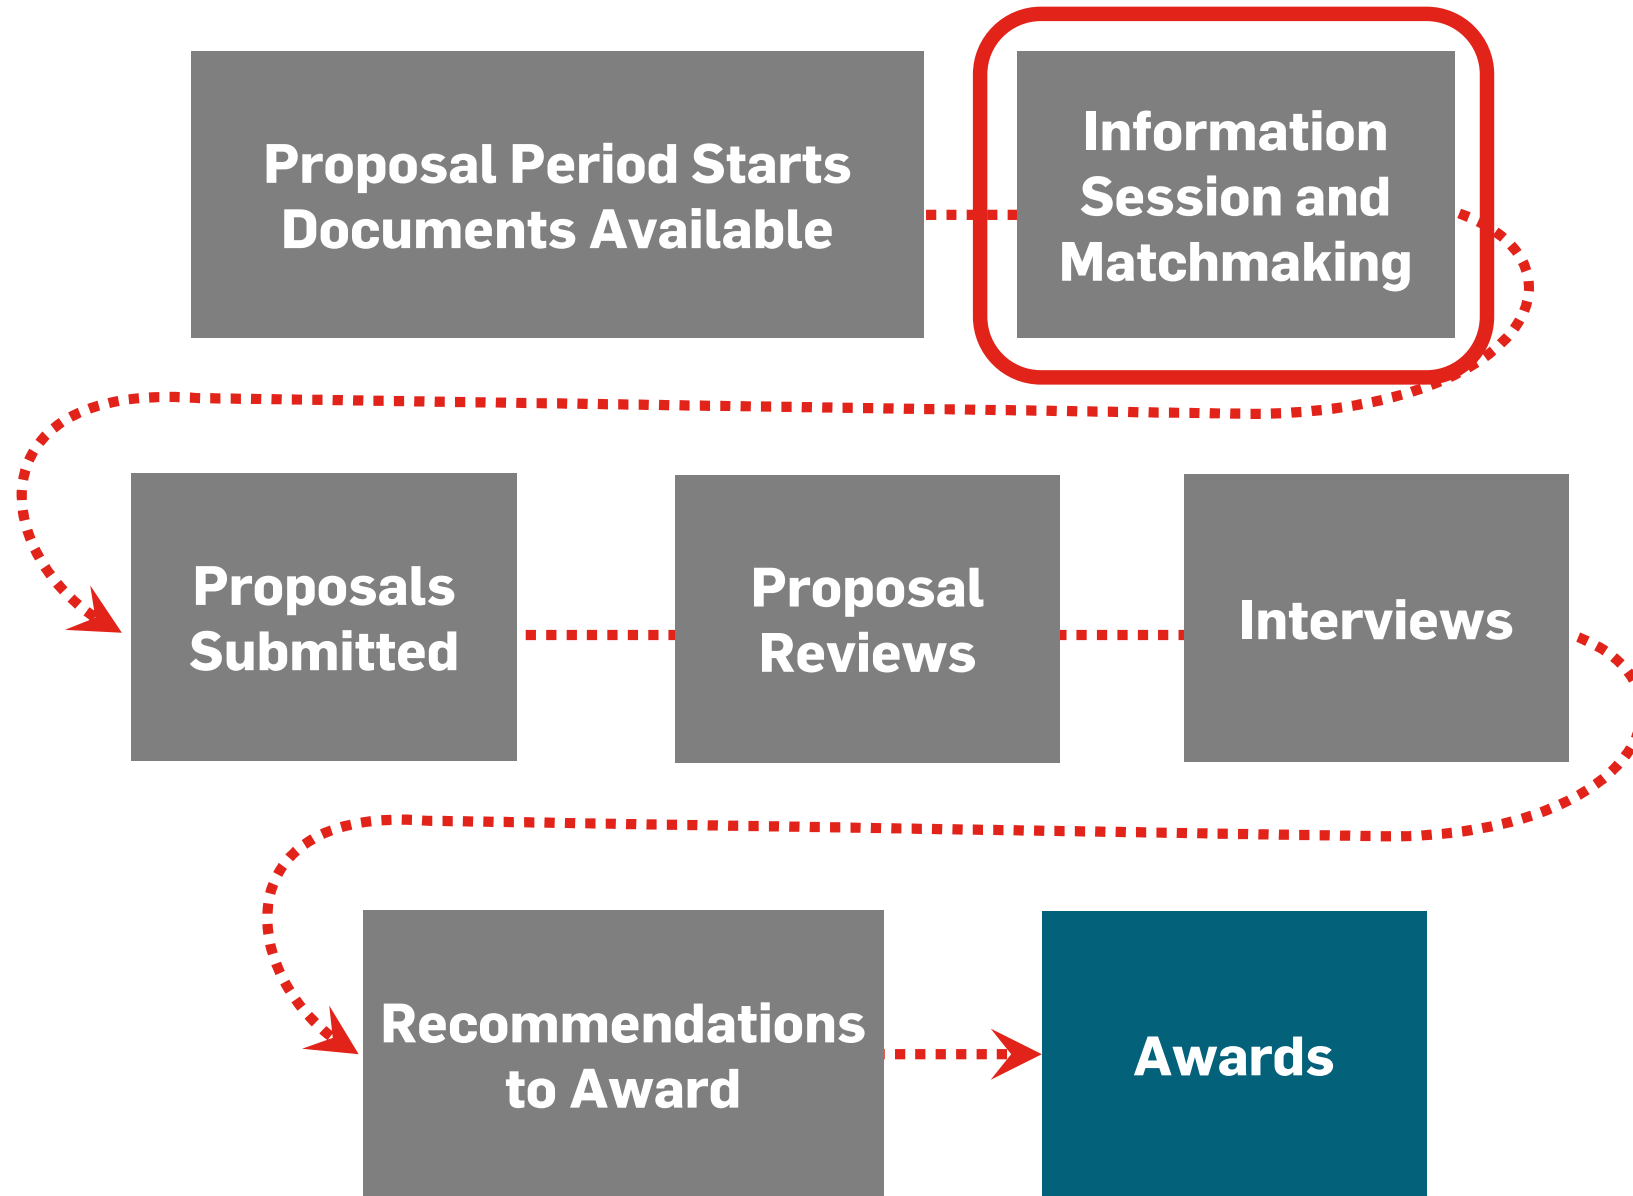 Proposal Period Starts
Documents Available
Information
Session and
Matchmaking
Proposals
Submitted
Proposal
Reviews
Interviews
Recommendations
to Award
Awards